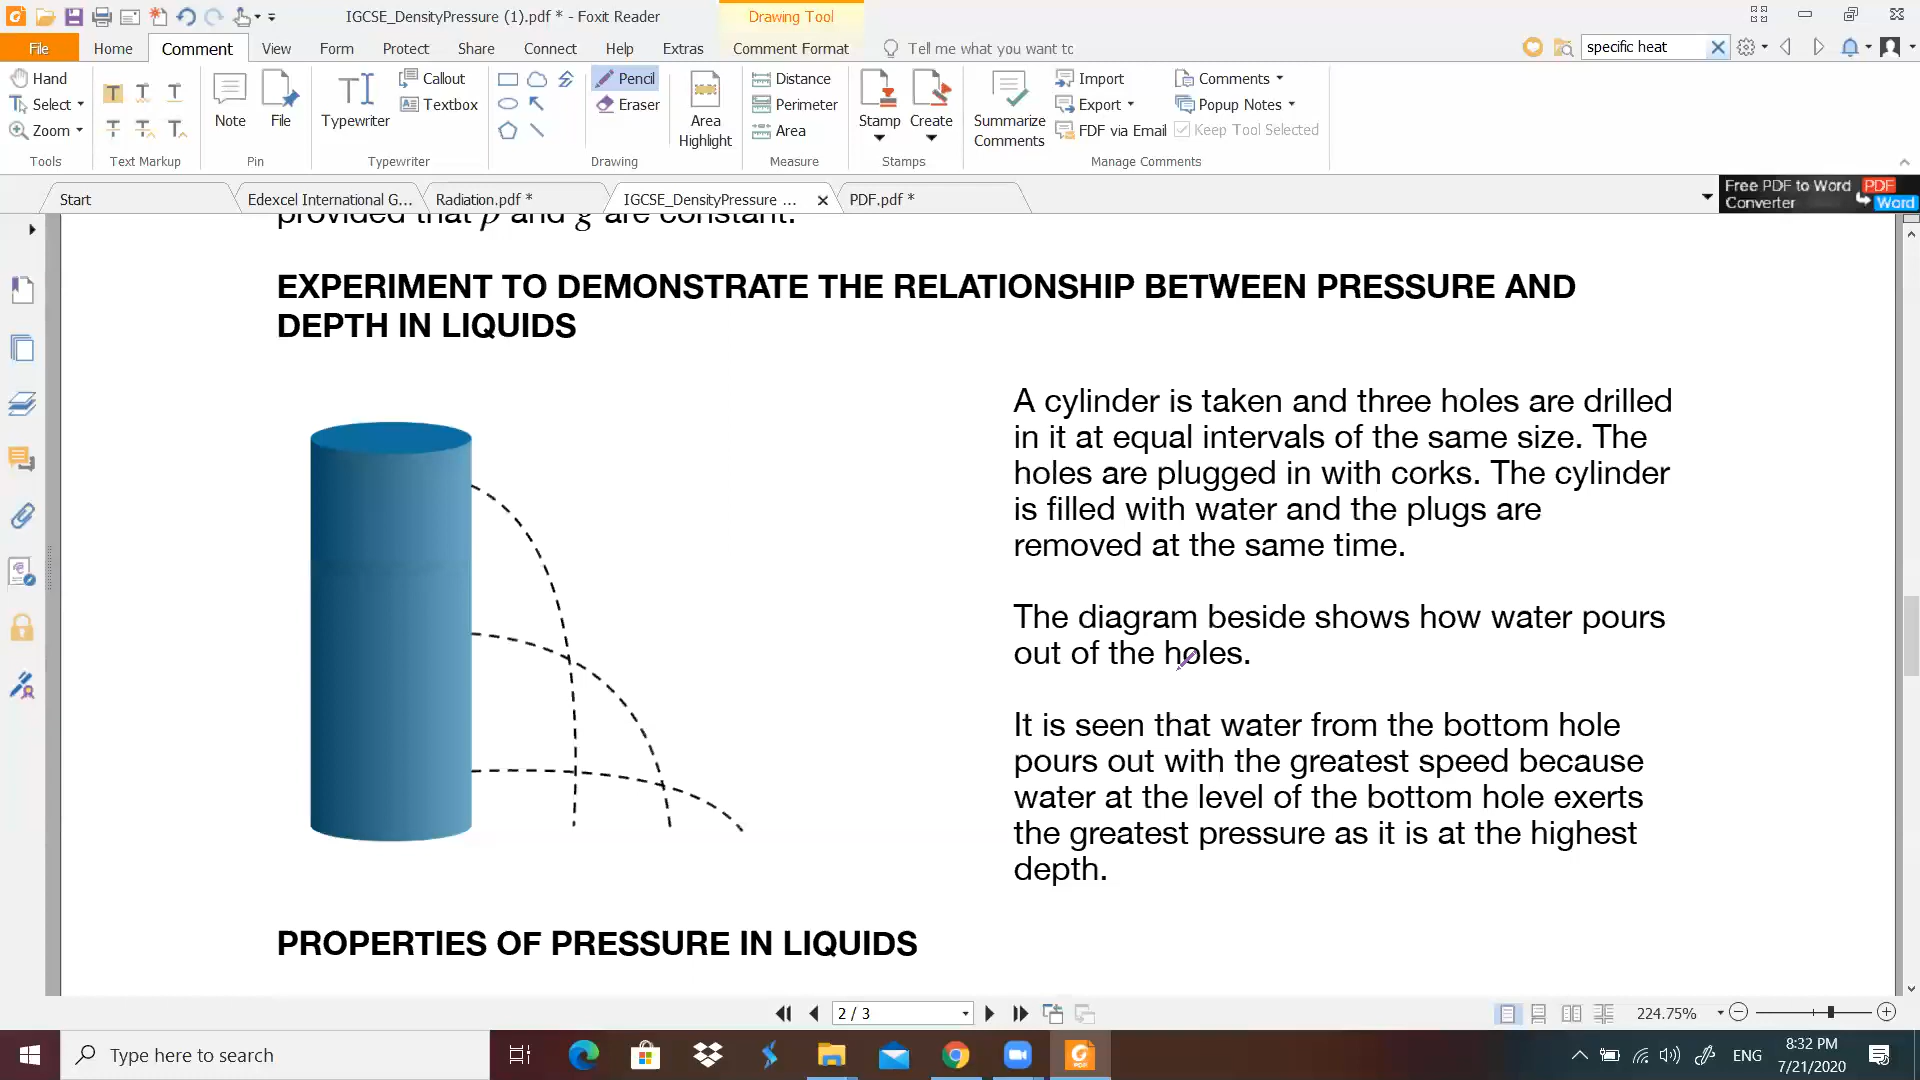 IGCSE_DensityPressure (1).pdf * - Foxit Reader
Drawing Tool
File
Home
Comment
View
Form
Protect
Share
Connect
Help
Extras
Comment Format
Tell me what you want to
specific heat
Hand
Select
Zoom
Tools
Text Markup
Note
File
Pin
Typewriter
Callout
Textbox
Typewriter
Pencil
Eraser
Drawing
Area
Highlight
Distance
Perimeter
Area
Measure
Stamp
Create
Stamps
Summarize
Comments
Import
Export
FDF via Email
Comments
Popup Notes
Keep Tool Selected
Manage Comments
Start
Edexcel International G...
Radiation.pdf *
IGCSE_DensityPressure ...
PDF.pdf *
Free PDF to Word
Converter
PDF
Word
provided that ρ and g are constant.
EXPERIMENT TO DEMONSTRATE THE RELATIONSHIP BETWEEN PRESSURE AND
DEPTH IN LIQUIDS
A cylinder is taken and three holes are drilled
in it at equal intervals of the same size. The
holes are plugged in with corks. The cylinder
is filled with water and the plugs are
removed at the same time.
The diagram beside shows how water pours
out of the holes.
It is seen that water from the bottom hole
pours out with the greatest speed because
water at the level of the bottom hole exerts
the greatest pressure as it is at the highest
depth.
PROPERTIES OF PRESSURE IN LIQUIDS
2 / 3
224.75%
Type here to search
ENG
8:32 PM
7/21/2020